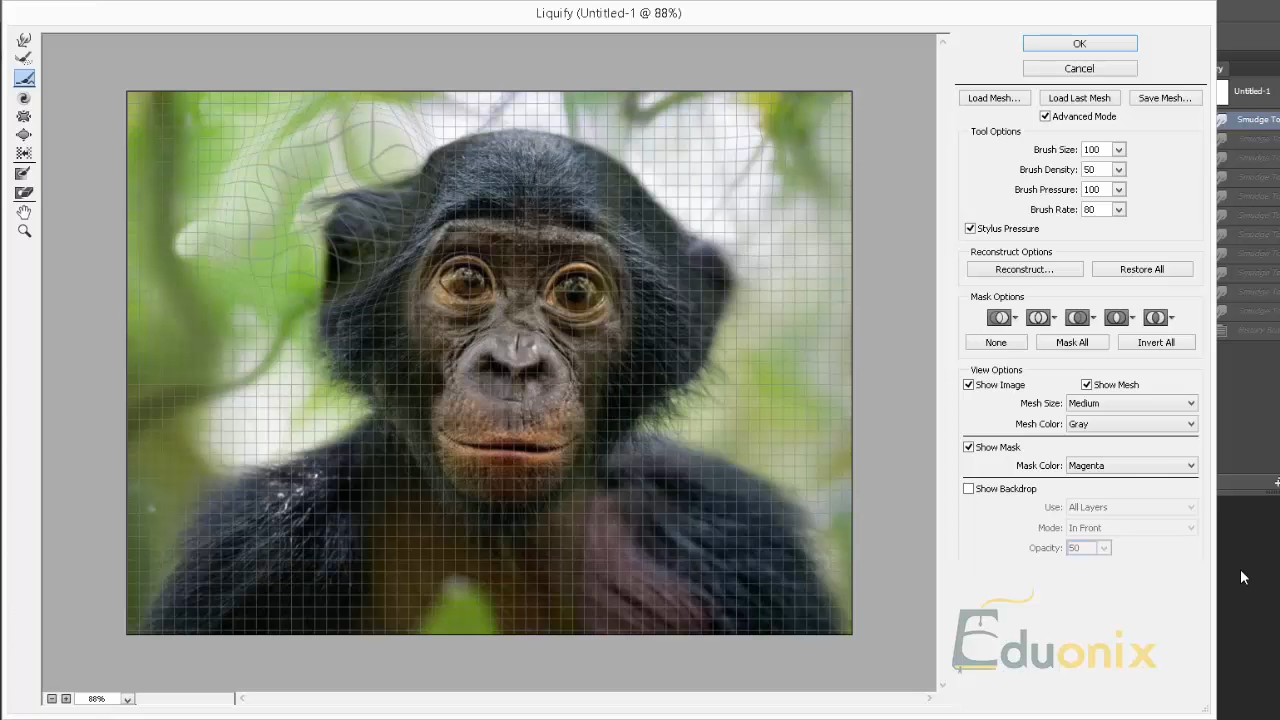 Liquify (Untitled-1 @ 88%)
OK
Cancel
Load Mesh...
Load Last Mesh
Save Mesh...
Advanced Mode
Tool Options
Brush Size: 100
Brush Density: 50
Brush Pressure: 100
Brush Rate: 80
Stylus Pressure
Reconstruct Options
Reconstruct...
Restore All
Mask Options
None
Mask All
Invert All
View Options
Show Image
Show Mesh
Mesh Size: Medium
Mesh Color: Gray
Show Mask
Mask Color: Magenta
Show Backdrop
Use: All Layers
Mode: In Front
Opacity: 50
88%
Untitled-1
Smudge To
Eduonix